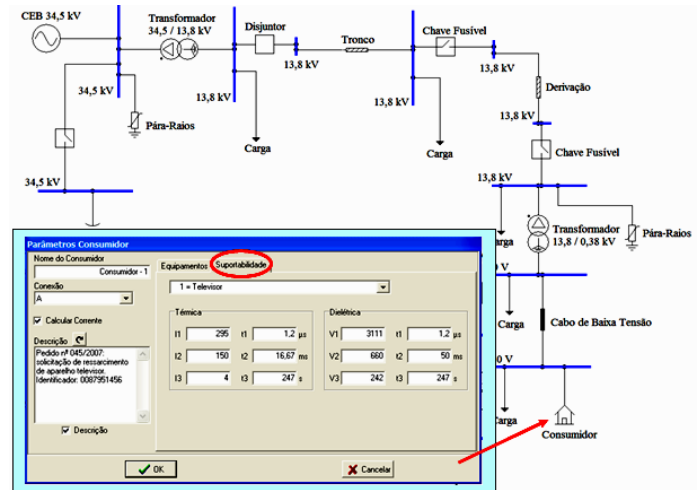 CEB 34,5 kV
Transformador
34,5 / 13,8 kV
Disjuntor
Tronco
Chave Fusível
34,5 kV
Pára-Raios
13,8 kV
Carga
13,8 kV
13,8 kV
Carga
13,8 kV
Derivação
13,8 kV
Chave Fusível
34,5 kV
13,8 kV
Transformador
13,8 / 0,38 kV
Pára-Raios
arga
0 V
Carga
Cabo de Baixa Tensão
0 V
arga
Consumidor
Parâmetros Consumidor
Nome do Consumidor
Consumidor - 1
Conexão
A
Calcular Corrente
Descrição
Pedido nº 045/2007:
solicitação de ressarcimento
de aparelho televisor.
Identificador: 0087951456
Descrição
Equipamentos Suportabilidade
1 = Televisor
Térmica
I1 295 t1 1,2 µs
I2 150 t2 16,67 ms
I3 4 t3 247 s
Dielétrica
V1 3111 t1 1,2 µs
V2 660 t2 50 ms
V3 242 t3 247 s
OK
Cancelar